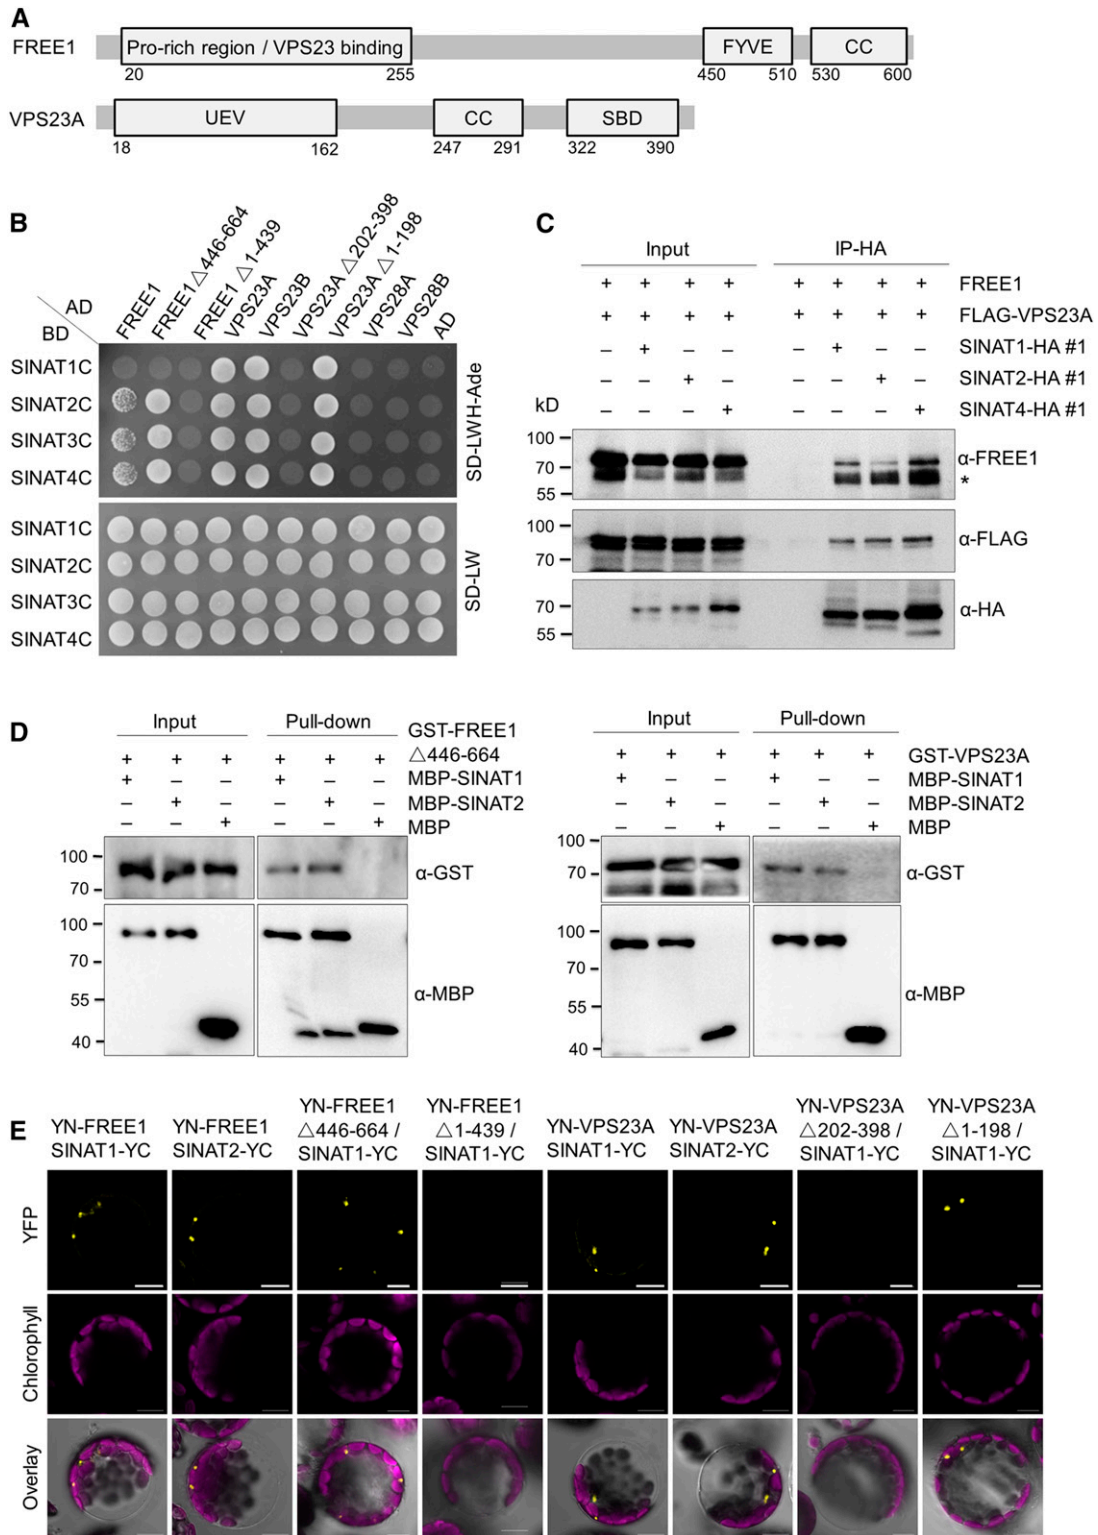 A
FREE1
Pro-rich region / VPS23 binding
FYVE
CC
20
255
450
510
530
600
VPS23A
UEV
CC
SBD
18
162
247
291
322
390
B
AD
BD
FREE1
FREE1 △446-664
FREE1 △1-439
VPS23A
VPS23B
VPS23A △202-398
VPS23A △1-198
VPS28A
VPS28B
AD
SINAT1C
SINAT2C
SINAT3C
SINAT4C
SD-LWH-Ade
SINAT1C
SINAT2C
SINAT3C
SINAT4C
SD-LW
C
Input
IP-HA
+ + + + + + + + FREE1
+ + + + + + + + FLAG-VPS23A
– + – – – + – – SINAT1-HA #1
– – + – – – + – SINAT2-HA #1
– – – + – – – + SINAT4-HA #1
kD
100
70
55
α-FREE1
*
100
70
α-FLAG
70
55
α-HA
D
Input
Pull-down
GST-FREE1
+ + + + + + △446-664
+ – – + – – MBP-SINAT1
– + – – + – MBP-SINAT2
– – + – – + MBP
100
70
α-GST
100
70
55
40
α-MBP
Input
Pull-down
+ + + + + + GST-VPS23A
+ – – + – – MBP-SINAT1
– + – – + – MBP-SINAT2
– – + – – + MBP
100
70
α-GST
100
70
55
40
α-MBP
E
YN-FREE1
SINAT1-YC
YN-FREE1
SINAT2-YC
YN-FREE1
△446-664 /
SINAT1-YC
YN-FREE1
△1-439 /
SINAT1-YC
YN-VPS23A
SINAT1-YC
YN-VPS23A
SINAT2-YC
YN-VPS23A
△202-398 /
SINAT1-YC
YN-VPS23A
△1-198 /
SINAT1-YC
YFP
Chlorophyll
Overlay